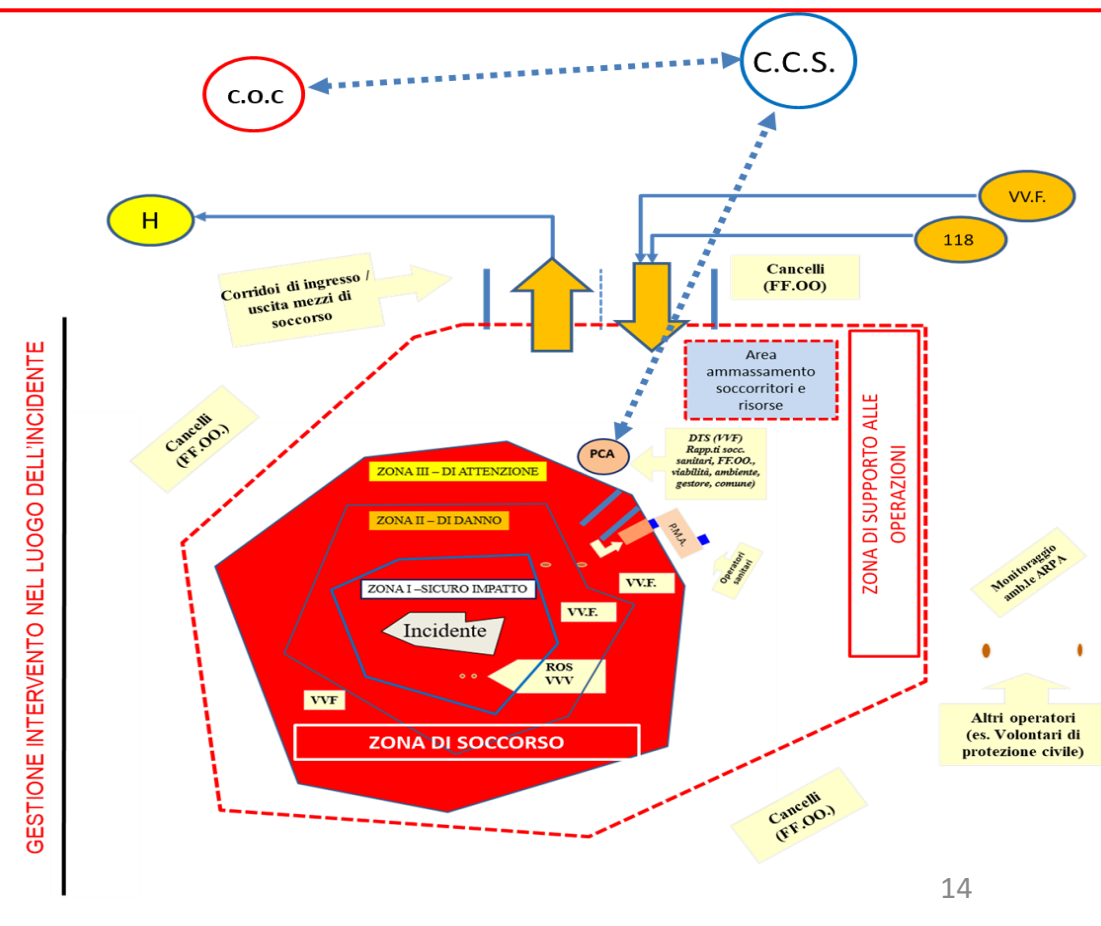 C.O.C
C.C.S.
VV.F.
H
118
Corridoi di ingresso /
uscita mezzi di
soccorso
Cancelli
(FF.OO)
GESTIONE INTERVENTO NEL LUOGO DELL'INCIDENTE
Area
ammassamento
soccorritori e
risorse
Cancelli
(FF.OO.)
PCA
DTS (VVF)
Rapp.ti socc.
sanitari, FF.OO.,
viabilità, ambiente,
gestore, comune)
ZONA DI SUPPORTO ALLE
OPERAZIONI
ZONA III – DI ATTENZIONE
ZONA II – DI DANNO
P.M.A.
Operatori
sanitari
ZONA I –SICURO IMPATTO
VV.F.
VV.F.
Incidente
Monitoraggio
amb.le ARPA
ROS
VVV
VVF
ZONA DI SOCCORSO
Altri operatori
(es. Volontari di
protezione civile)
Cancelli
(FF.OO.)
14